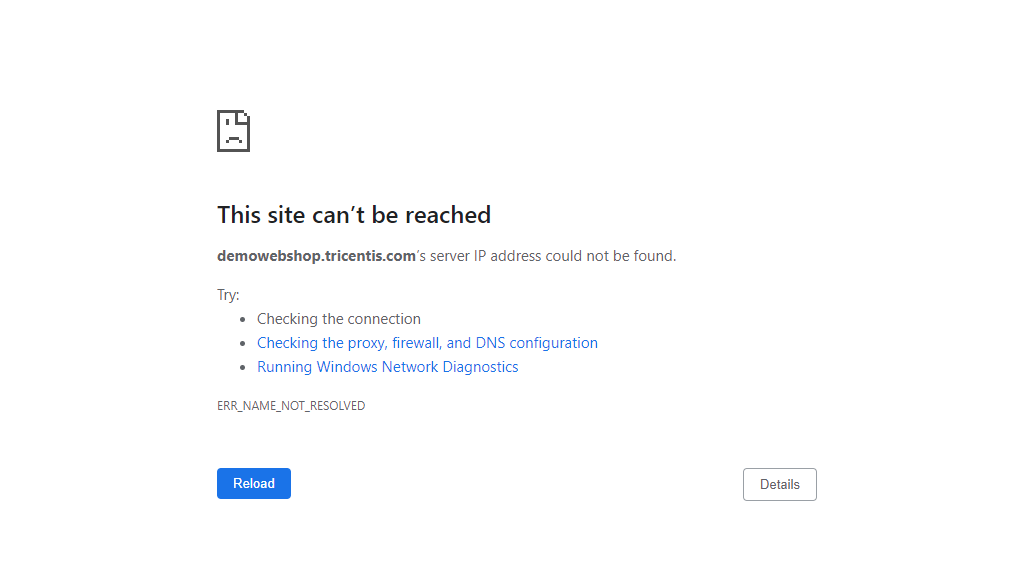 This site can’t be reached
demowebshop.tricentis.com’s server IP address could not be found.
Try:
Checking the connection
Checking the proxy, firewall, and DNS configuration
Running Windows Network Diagnostics
ERR_NAME_NOT_RESOLVED
Reload
Details